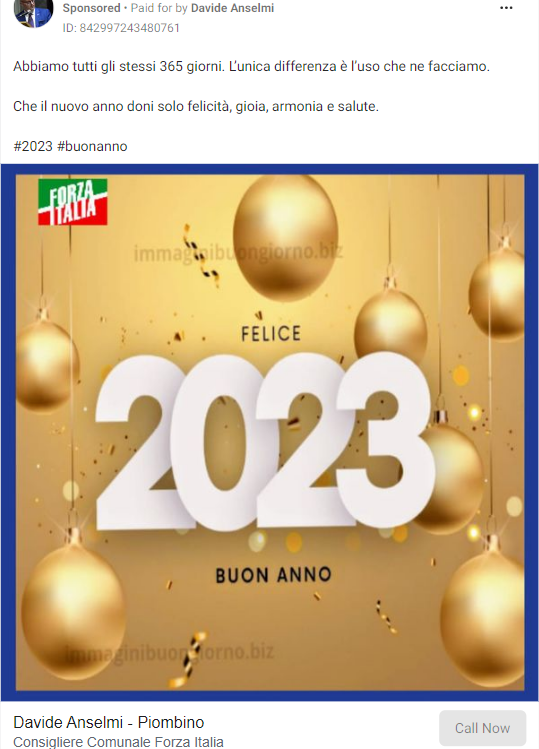 Sponsored • Paid for by Davide Anselmi
ID: 842997243480761
Abbiamo tutti gli stessi 365 giorni. L'unica differenza è l'uso che ne facciamo.
Che il nuovo anno doni solo felicità, gioia, armonia e salute.
#2023 #buonanno
FORZA
ITALIA
immaginibuongiorno.biz
FELICE
2023
BUON ANNO
immaginibuongiorno.biz
Davide Anselmi - Piombino
Consigliere Comunale Forza Italia
Call Now